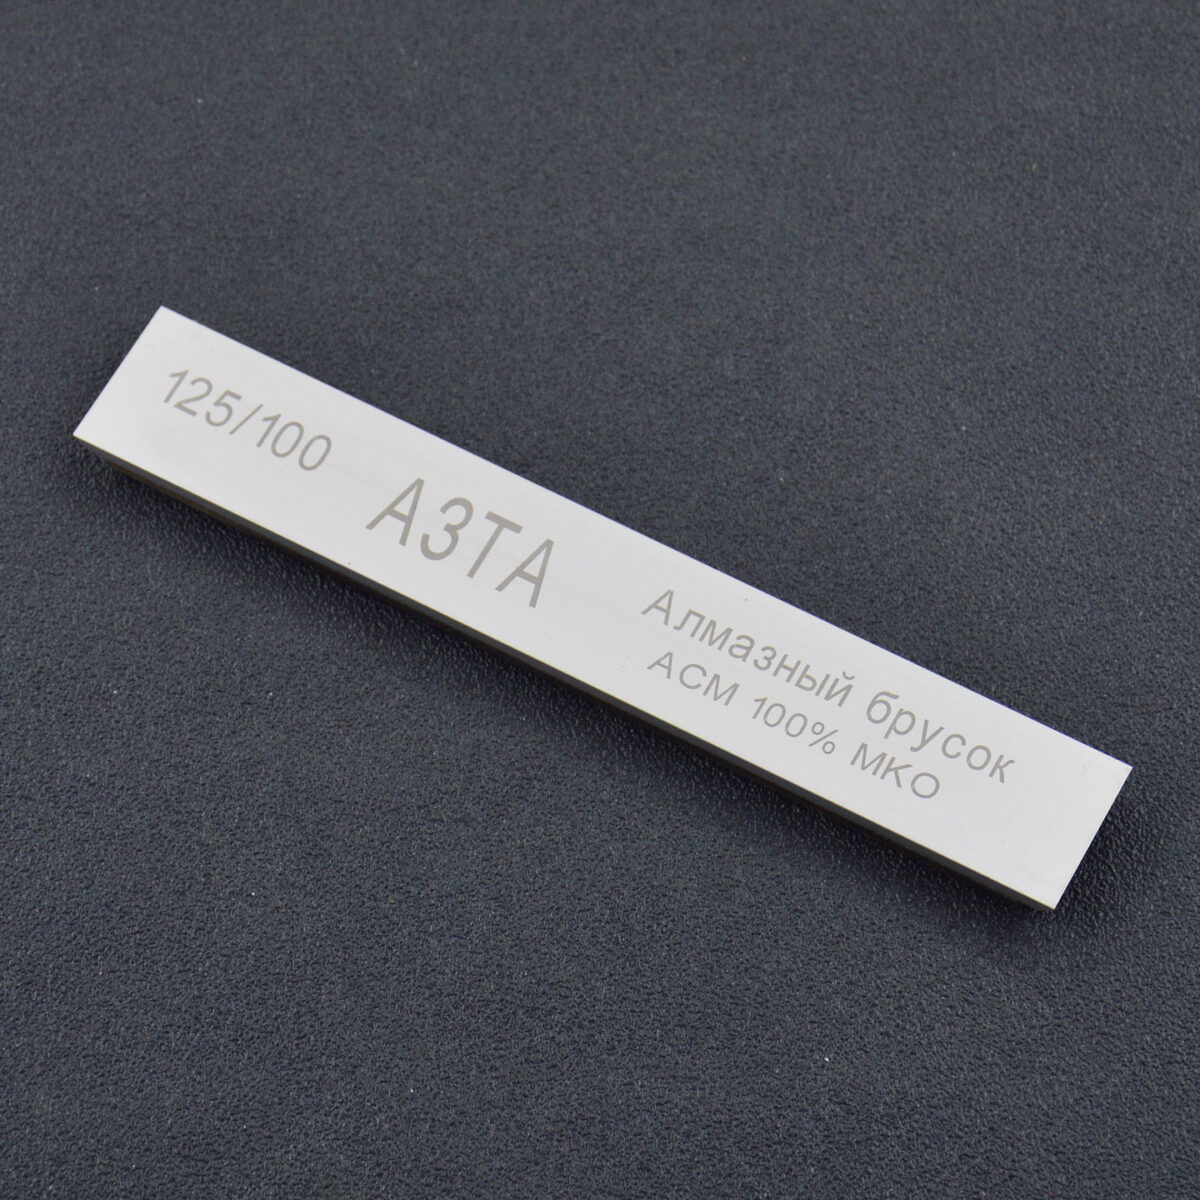 125/100
АЗТА
Алмазный брусок
АСМ 100% МКО